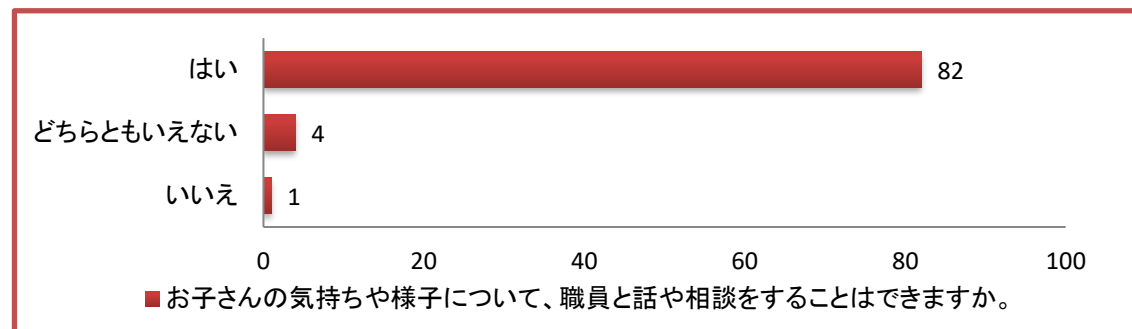 はい 82
どちらともいえない 4
いいえ 1
0 20 40 60 80 100
お子さんの気持ちや様子について、職員と話や相談をすることはできますか。